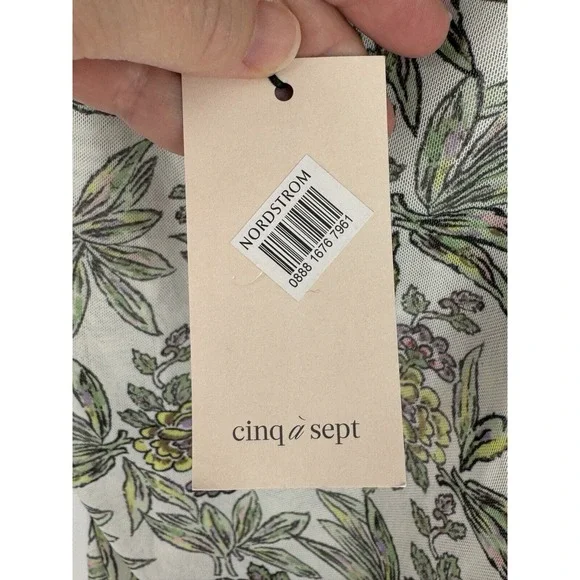 NORDSTROM
0888 1676 7961
cinq à sept